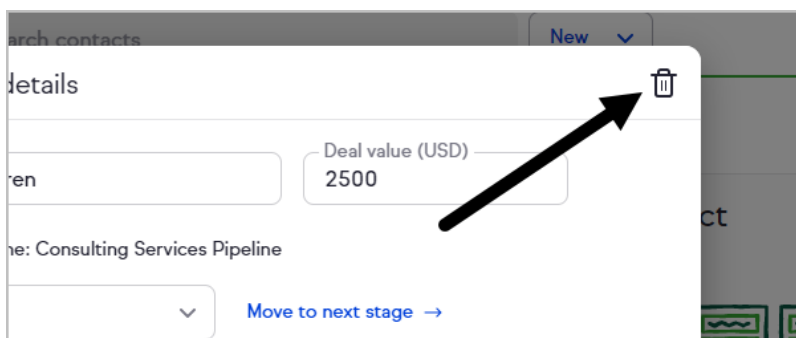 arch contacts
New
details
Deal value (USD)
ren
2500
ne: Consulting Services Pipeline
Move to next stage →
ct